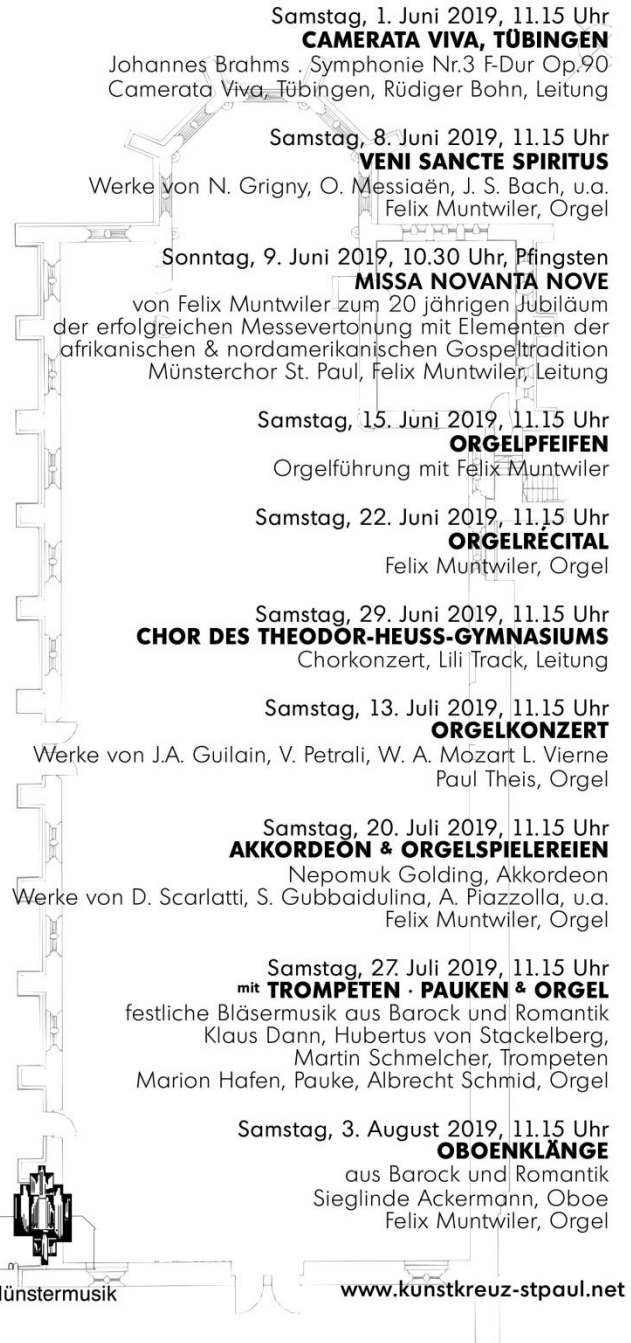 Samstag, 1. Juni 2019, 11.15 Uhr
CAMERATA VIVA, TÜBINGEN
Johannes Brahms . Symphonie Nr.3 F-Dur Op.90
Camerata Viva, Tübingen, Rüdiger Bohn, Leitung
Samstag, 8. Juni 2019, 11.15 Uhr
VENI SANCTE SPIRITUS
Werke von N. Grigny, O. Messiaën, J. S. Bach, u.a.
Felix Muntwiler, Orgel
Sonntag, 9. Juni 2019, 10.30 Uhr, Pfingsten
MISSA NOVANTA NOVE
von Felix Muntwiler zum 20 jährigen Jubiläum
der erfolgreichen Messevertonung mit Elementen der
afrikanischen & nordamerikanischen Gospeltradition
Münsterchor St. Paul, Felix Muntwiler, Leitung
Samstag, 15. Juni 2019, 11.15 Uhr
ORGELPFEIFEN
Orgelführung mit Felix Muntwiler
Samstag, 22. Juni 2019, 11.15 Uhr
ORGELRÉCITAL
Felix Muntwiler, Orgel
Samstag, 29. Juni 2019, 11.15 Uhr
CHOR DES THEODOR-HEUSS-GYMNASIUMS
Chorkonzert, Lili Track, Leitung
Samstag, 13. Juli 2019, 11.15 Uhr
ORGELKONZERT
Werke von J.A. Guilain, V. Petrali, W. A. Mozart L. Vierne
Paul Theis, Orgel
Samstag, 20. Juli 2019, 11.15 Uhr
AKKORDEON & ORGELSPIELEREIEN
Nepomuk Golding, Akkordeon
Werke von D. Scarlatti, S. Gubbaidulina, A. Piazzolla, u.a.
Felix Muntwiler, Orgel
Samstag, 27. Juli 2019, 11.15 Uhr
mit TROMPETEN · PAUKEN & ORGEL
festliche Bläsermusik aus Barock und Romantik
Klaus Dann, Hubertus von Stackelberg,
Martin Schmelcher, Trompeten
Marion Hafen, Pauke, Albrecht Schmid, Orgel
Samstag, 3. August 2019, 11.15 Uhr
OBOENKLÄNGE
aus Barock und Romantik
Sieglinde Ackermann, Oboe
Felix Muntwiler, Orgel
ünstermusik
www.kunstkreuz-stpaul.net